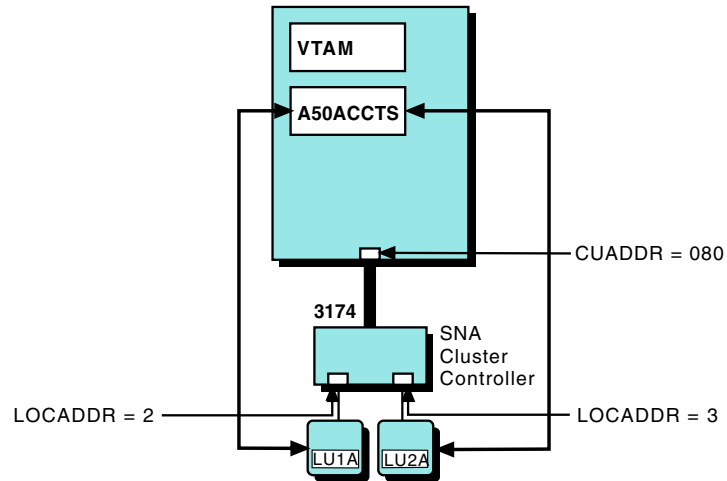 VTAM
A50ACCTS
CUADDR = 080
3174
SNA
Cluster
Controller
LOCADDR = 2
LOCADDR = 3
LU1A
LU2A